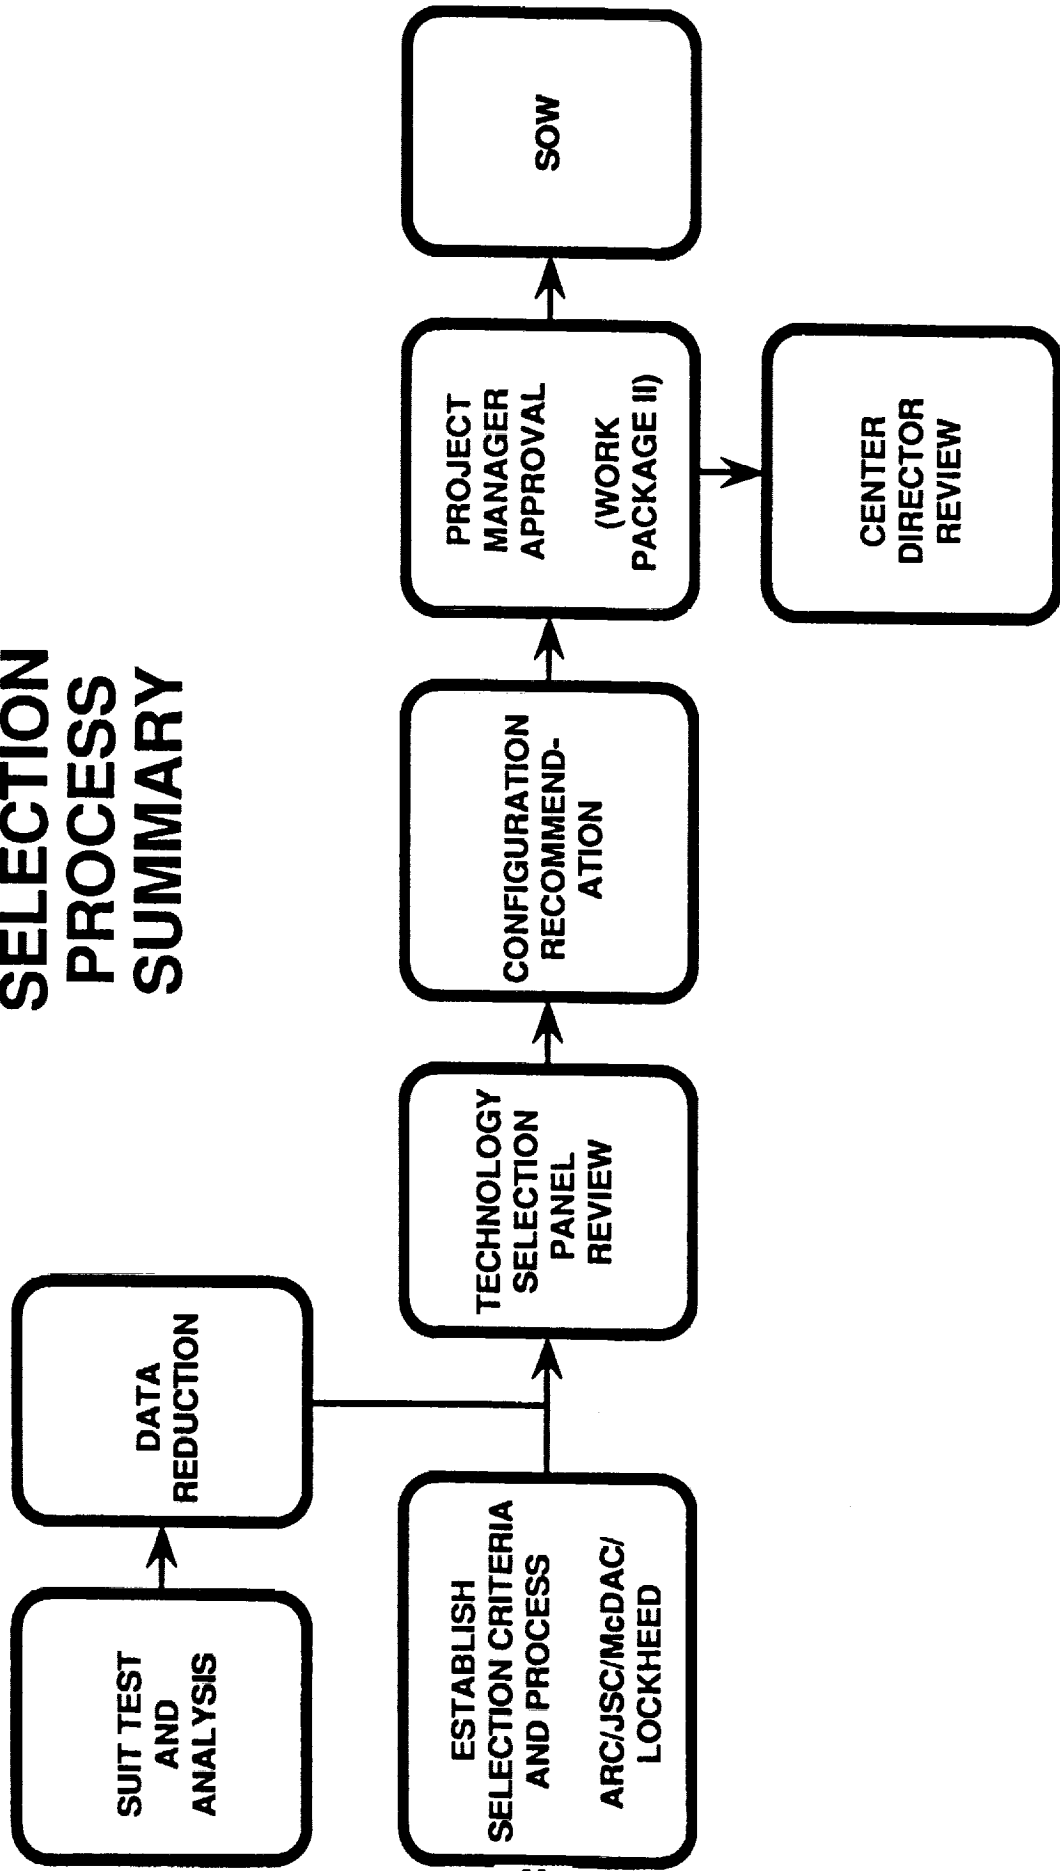 SELECTION
PROCESS
SUMMARY
SUIT TEST
AND
ANALYSIS
DATA
REDUCTION
ESTABLISH
SELECTION CRITERIA
AND PROCESS
ARC/JSC/McDAC/
LOCKHEED
TECHNOLOGY
SELECTION
PANEL
REVIEW
CONFIGURATION
RECOMMEND-
ATION
PROJECT
MANAGER
APPROVAL
(WORK
PACKAGE II)
SOW
CENTER
DIRECTOR
REVIEW